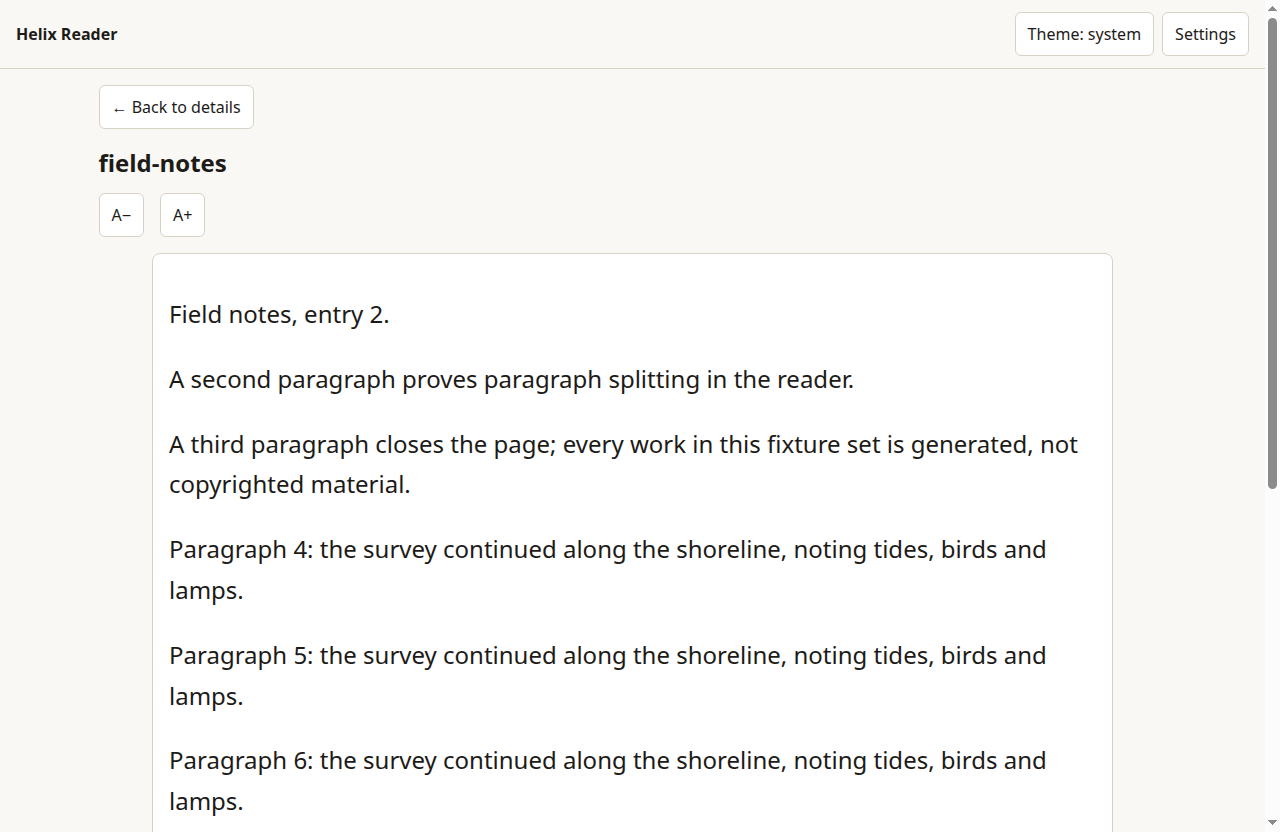 Helix Reader
Theme: system
Settings
← Back to details
field-notes
A−
A+
Field notes, entry 2.
A second paragraph proves paragraph splitting in the reader.
A third paragraph closes the page; every work in this fixture set is generated, not
copyrighted material.
Paragraph 4: the survey continued along the shoreline, noting tides, birds and
lamps.
Paragraph 5: the survey continued along the shoreline, noting tides, birds and
lamps.
Paragraph 6: the survey continued along the shoreline, noting tides, birds and
lamps.